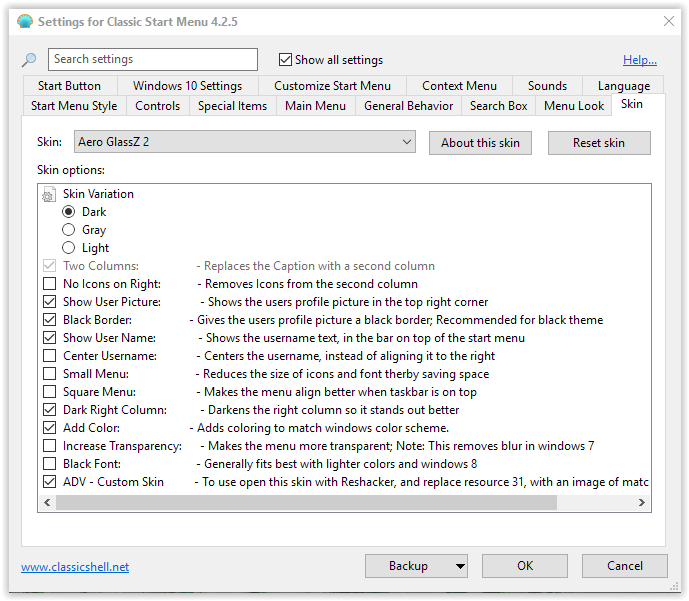 Settings for Classic Start Menu 4.2.5
Search settings
Show all settings
Help...
Start Button Windows 10 Settings Customize Start Menu Context Menu Sounds Language
Start Menu Style Controls Special Items Main Menu General Behavior Search Box Menu Look Skin
Skin: Aero GlassZ 2 About this skin Reset skin
Skin options:
Skin Variation
Dark
Gray
Light
Two Columns: - Replaces the Caption with a second column
No Icons on Right: - Removes Icons from the second column
Show User Picture: - Shows the users profile picture in the top right corner
Black Border: - Gives the users profile picture a black border; Recommended for black theme
Show User Name: - Shows the username text, in the bar on top of the start menu
Center Username: - Centers the username, instead of aligning it to the right
Small Menu: - Reduces the size of icons and font therby saving space
Square Menu: - Makes the menu align better when taskbar is on top
Dark Right Column: - Darkens the right column so it stands out better
Add Color: - Adds coloring to match windows color scheme.
Increase Transparency: - Makes the menu more transparent; Note: This removes blur in windows 7
Black Font: - Generally fits best with lighter colors and windows 8
ADV - Custom Skin - To use open this skin with Reshacker, and replace resource 31, with an image of matc
www.classicshell.net Backup OK Cancel